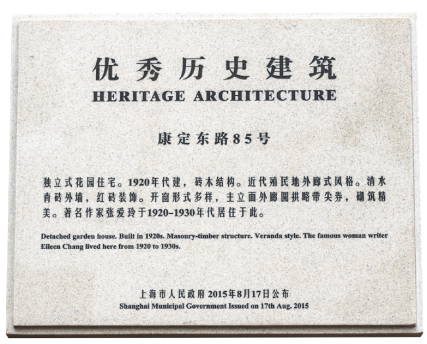 优秀历史建筑
HERITAGE ARCHITECTURE
康定东路85号
独立式花园住宅。1920年代建，砖木结构。近代殖民地外廊式风格。清水
青砖外墙，红砖装饰。开窗形式多样，主立面外廊圆拱略带尖券，砌筑精
美。著名作家张爱玲于1920-1930年代居住于此。
Detached garden house. Built in 1920s. Masonry-timber structure. Veranda style. The famous woman writer
Eileen Chang lived here from 1920 to 1930s.
上海市人民政府 2015年8月17日公布
Shanghai Municipal Government Issued on 17th Aug. 2015